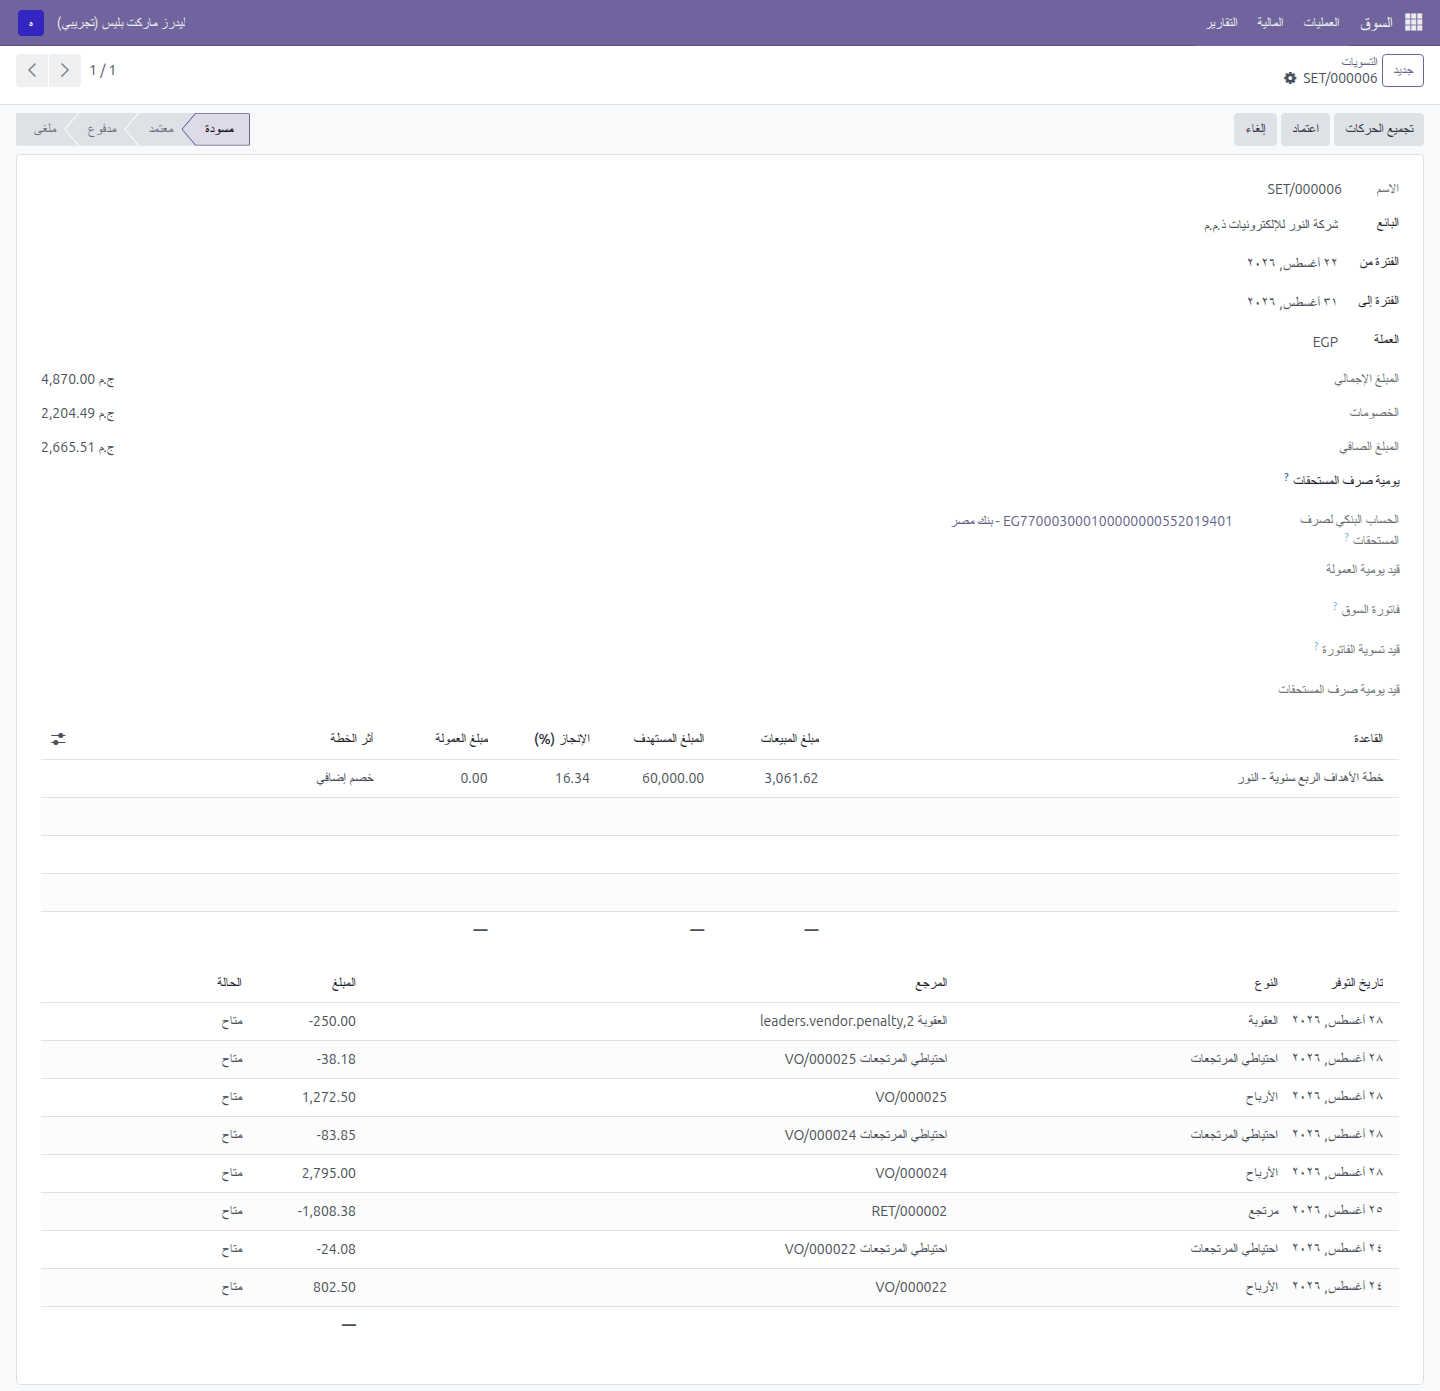 السوق العمليات المالية التقارير ليدرز ماركت بليس (تجريبي) ه
جديد التسويات 1 / 1
SET/000006
تجميع الحركات اعتماد إلغاء مسودة معتمد مدفوع ملغى
الاسم SET/000006
البائع شركة النور للإلكترونيات ذ.م.م
الفترة من ٢٢ أغسطس, ٢٠٢٦
الفترة إلى ٣١ أغسطس, ٢٠٢٦
العملة EGP
المبلغ الإجمالي 4,870.00 ج.م
الخصومات 2,204.49 ج.م
المبلغ الصافي 2,665.51 ج.م
يومية صرف المستحقات ?
الحساب البنكي لصرف المستحقات ? EG770003000100000000552019401 - بنك مصر
قيد يومية العمولة
فاتورة السوق ?
قيد تسوية الفاتورة ?
قيد يومية صرف المستحقات
القاعدة مبلغ المبيعات المبلغ المستهدف الإنجاز (%) مبلغ العمولة أثر الخطة
خطة الأهداف الربع سنوية - النور 3,061.62 60,000.00 16.34 0.00 خصم إضافي
— — —
تاريخ التوفر النوع المرجع المبلغ الحالة
٢٨ أغسطس, ٢٠٢٦ العقوبة العقوبة leaders.vendor.penalty,2 -250.00 متاح
٢٨ أغسطس, ٢٠٢٦ احتياطي المرتجعات احتياطي المرتجعات VO/000025 -38.18 متاح
٢٨ أغسطس, ٢٠٢٦ الأرباح VO/000025 1,272.50 متاح
٢٨ أغسطس, ٢٠٢٦ احتياطي المرتجعات احتياطي المرتجعات VO/000024 -83.85 متاح
٢٨ أغسطس, ٢٠٢٦ الأرباح VO/000024 2,795.00 متاح
٢٥ أغسطس, ٢٠٢٦ مرتجع RET/000002 -1,808.38 متاح
٢٤ أغسطس, ٢٠٢٦ احتياطي المرتجعات احتياطي المرتجعات VO/000022 -24.08 متاح
٢٤ أغسطس, ٢٠٢٦ الأرباح VO/000022 802.50 متاح
—